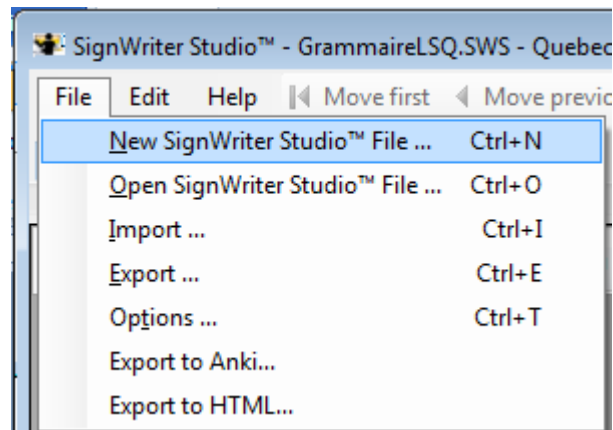 SignWriter Studio™ - GrammaireLSQ.SWS - Quebec
File Edit Help Move first Move previ
New SignWriter Studio™ File ... Ctrl+N
Open SignWriter Studio™ File ... Ctrl+O
Import ... Ctrl+I
Export ... Ctrl+E
Options ... Ctrl+T
Export to Anki...
Export to HTML...